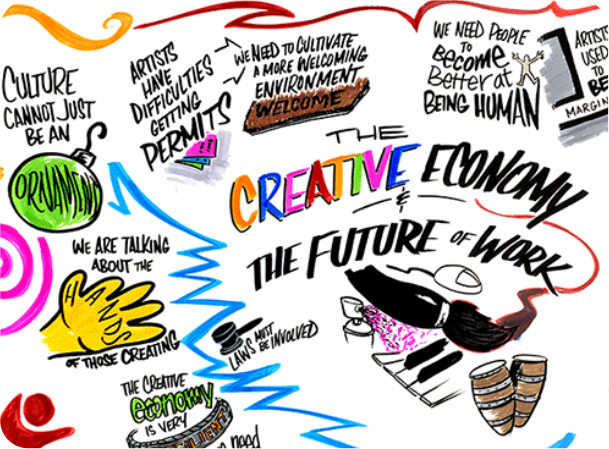 CULTURE
CANNOT JUST
BE AN
ORNAMENT
ARTISTS
HAVE
DIFFICULTIES
GETTING
PERMITS
WE NEED TO CULTIVATE
A MORE WELCOMING
ENVIRONMENT
WELCOME
WE NEED PEOPLE
TO
BECOME
BETTER AT
BEING HUMAN
ARTISTS
USED
TO
BE
MARGIN
THE
CREATIVE ECONOMY
&
THE FUTURE OF WORK
WE ARE TALKING
ABOUT THE
HANDS
OF THOSE CREATING
LAWS MUST
BE INVOLVED
THE CREATIVE
economy
IS VERY
need